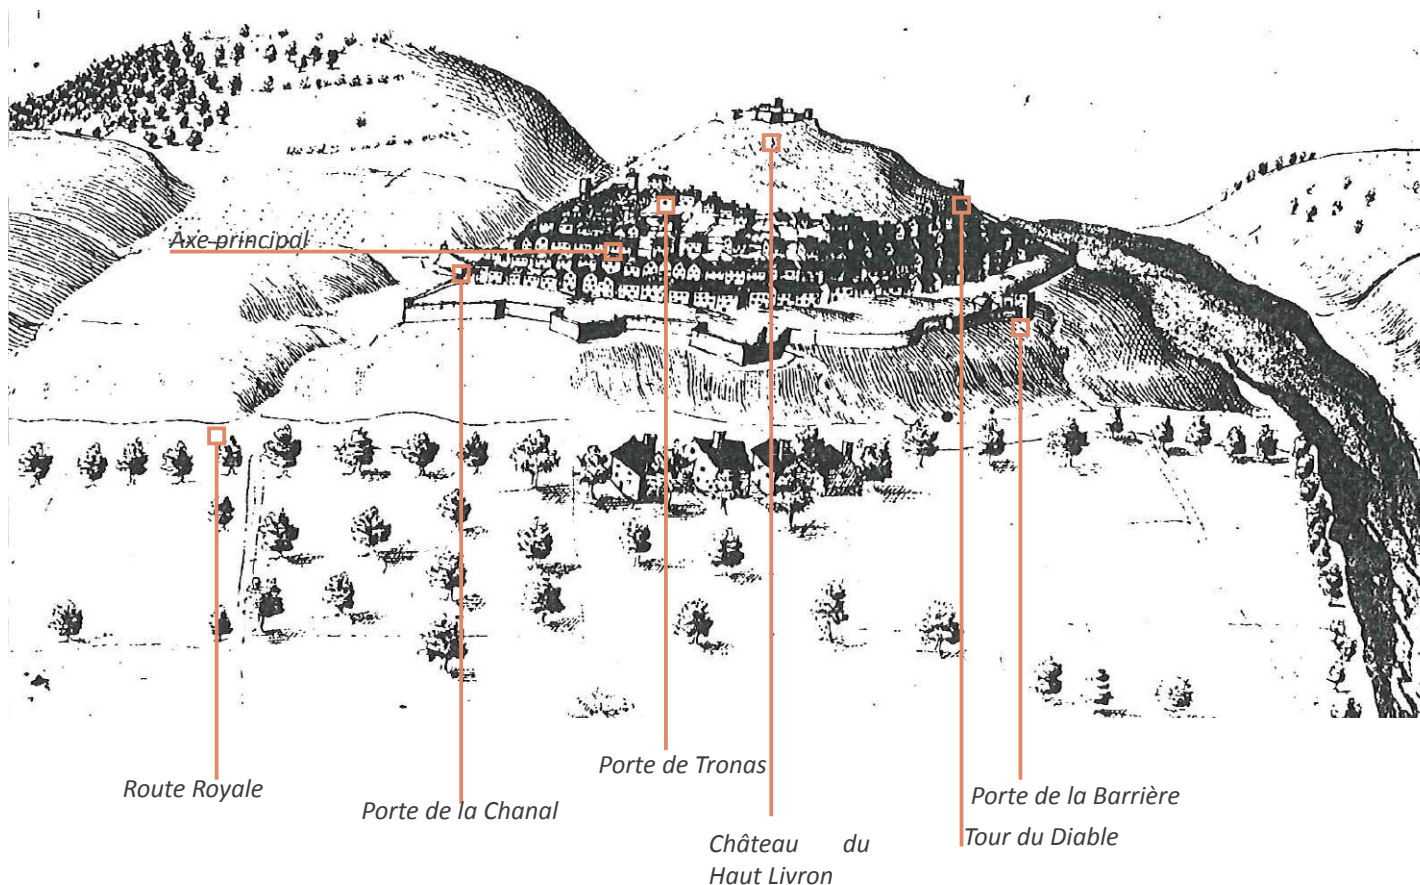 Axe principal
Route Royale
Porte de la Chanal
Porte de Tronas
Château du
Haut Livron
Porte de la Barrière
Tour du Diable